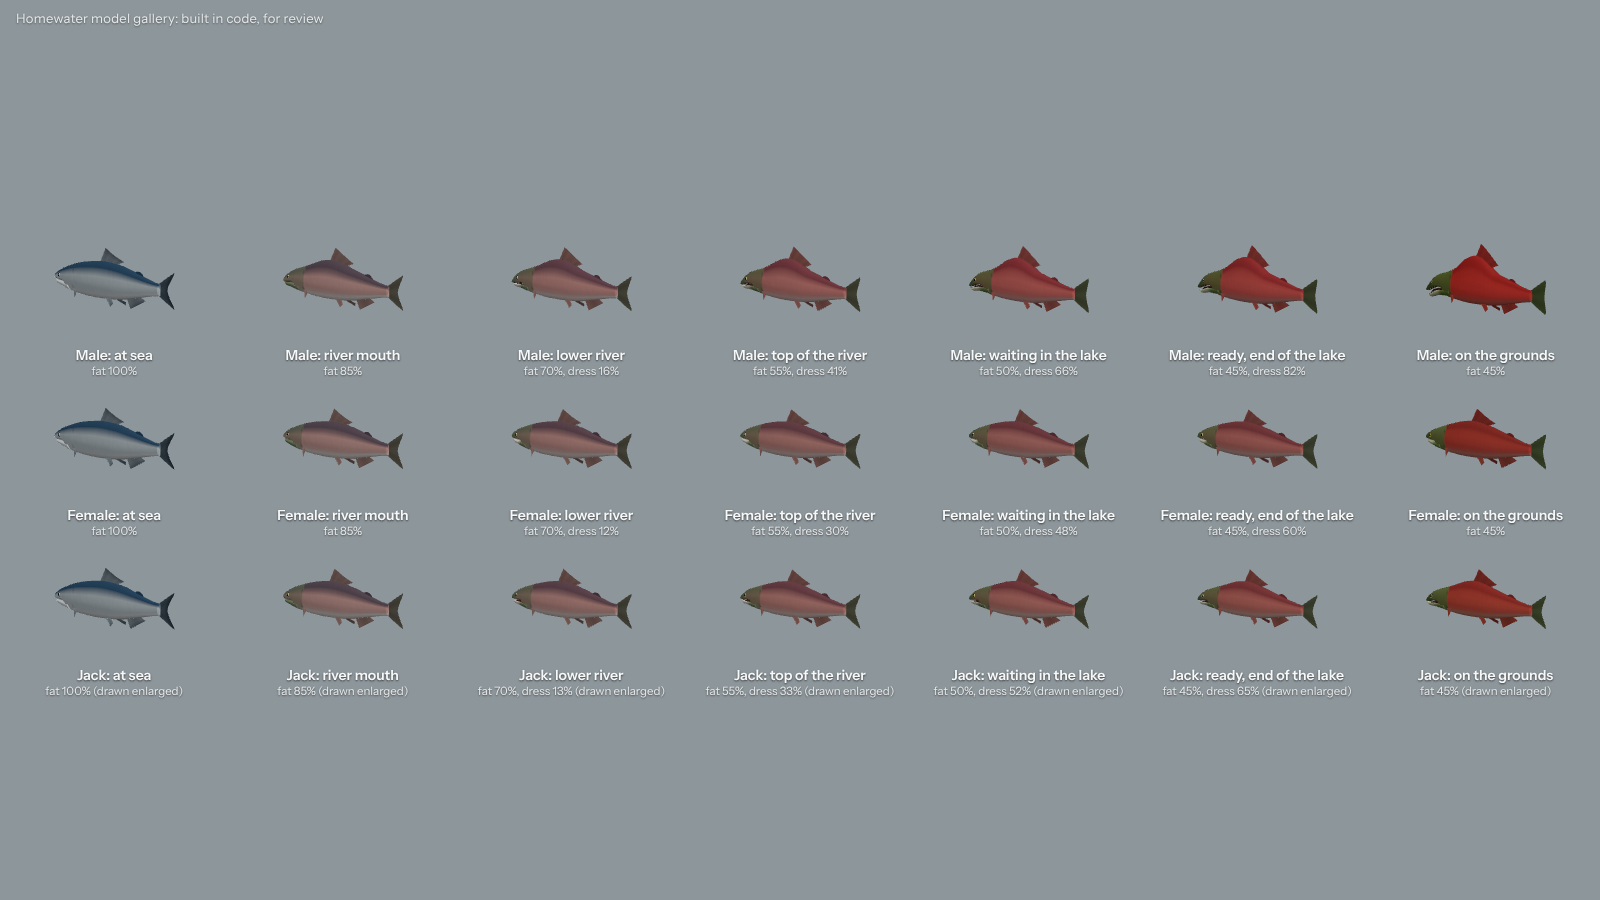 Homewater model gallery: built in code, for review
Male: at sea
fat 100%
Male: river mouth
fat 85%
Male: lower river
fat 70%, dress 16%
Male: top of the river
fat 55%, dress 41%
Male: waiting in the lake
fat 50%, dress 66%
Male: ready, end of the lake
fat 45%, dress 82%
Male: on the grounds
fat 45%
Female: at sea
fat 100%
Female: river mouth
fat 85%
Female: lower river
fat 70%, dress 12%
Female: top of the river
fat 55%, dress 30%
Female: waiting in the lake
fat 50%, dress 48%
Female: ready, end of the lake
fat 45%, dress 60%
Female: on the grounds
fat 45%
Jack: at sea
fat 100% (drawn enlarged)
Jack: river mouth
fat 85% (drawn enlarged)
Jack: lower river
fat 70%, dress 13% (drawn enlarged)
Jack: top of the river
fat 55%, dress 33% (drawn enlarged)
Jack: waiting in the lake
fat 50%, dress 52% (drawn enlarged)
Jack: ready, end of the lake
fat 45%, dress 65% (drawn enlarged)
Jack: on the grounds
fat 45% (drawn enlarged)